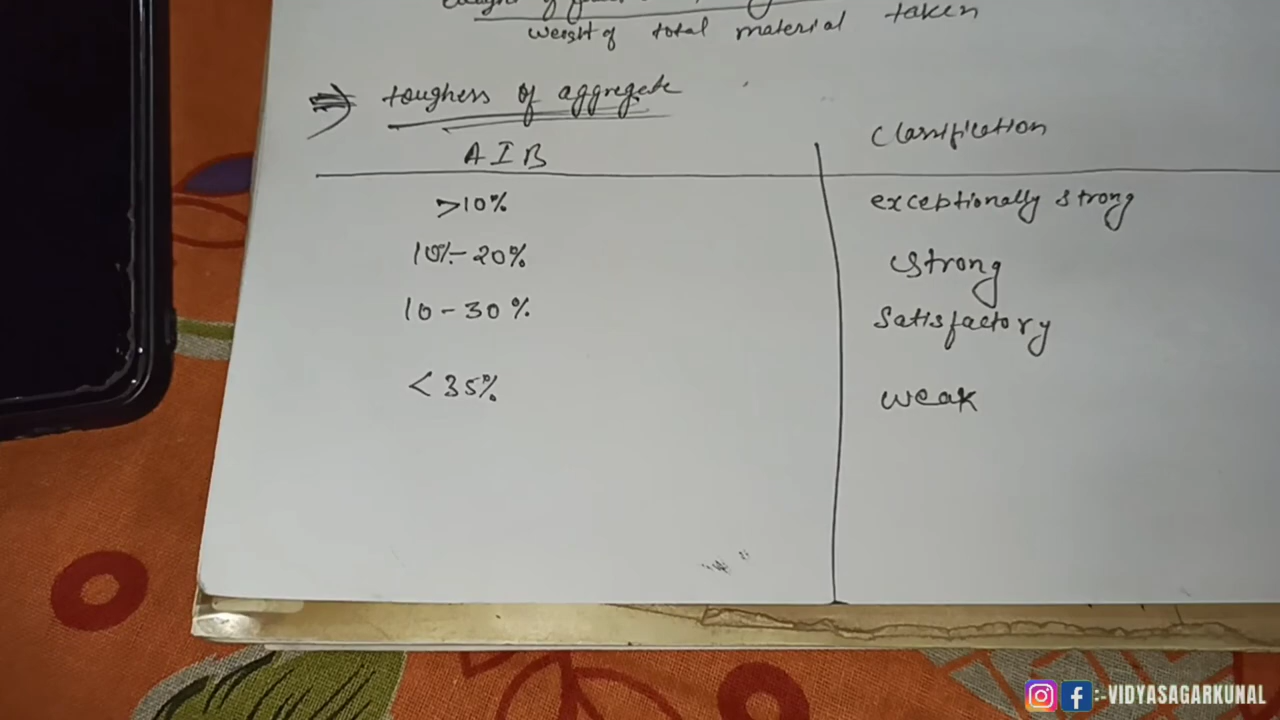 weight of total material taken
⇒ toughess of aggregate
AIB Classification
>10% exceptionally strong
10%-20% strong
10-30% Satisfactory
<35% weak
:-VIDYASAGARKUNAL